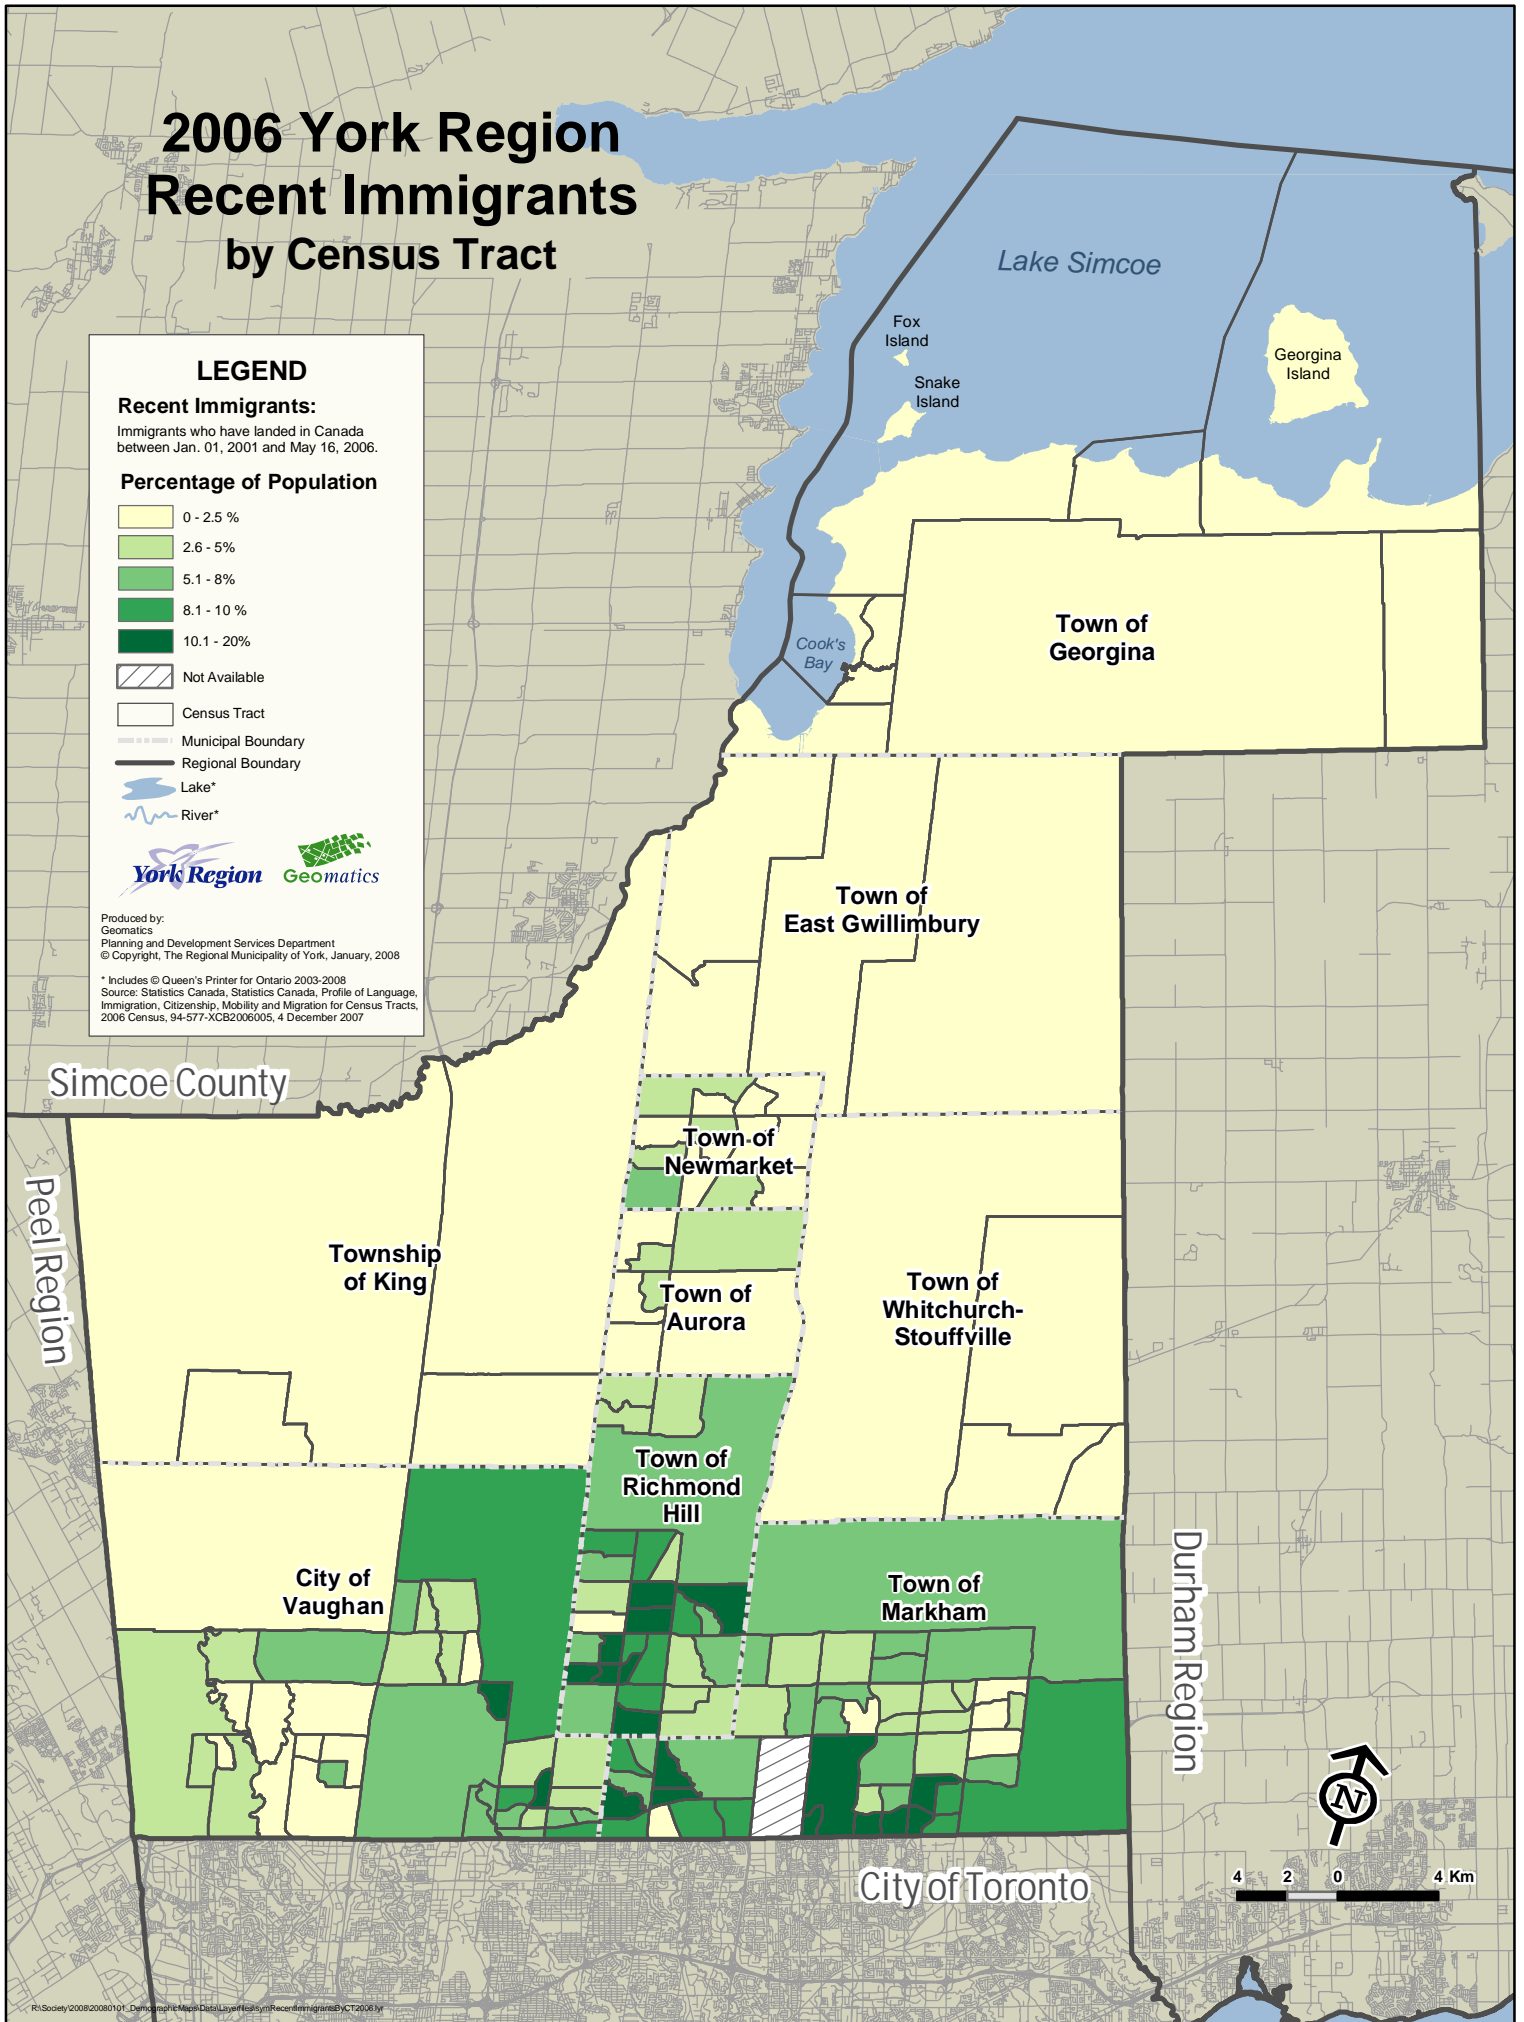 2006 York Region
Recent Immigrants
by Census Tract
LEGEND
Recent Immigrants:
Immigrants who have landed in Canada
between Jan. 01, 2001 and May 16, 2006.
Percentage of Population
0 - 2.5 %
2.6 - 5%
5.1 - 8%
8.1 - 10 %
10.1 - 20%
Not Available
Census Tract
Municipal Boundary
Regional Boundary
Lake*
River*
York Region
Geomatics
Produced by:
Geomatics
Planning and Development Services Department
© Copyright, The Regional Municipality of York, January, 2008
* Includes © Queen's Printer for Ontario 2003-2008
Source: Statistics Canada, Statistics Canada, Profile of Language,
Immigration, Citizenship, Mobility and Migration for Census Tracts,
2006 Census, 94-577-XCB2006005, 4 December 2007
Lake Simcoe
Fox
Island
Snake
Island
Georgina
Island
Cook's
Bay
Town of
Georgina
Town of
East Gwillimbury
Simcoe County
Town of
Newmarket
Peel Region
Township
of King
Town of
Aurora
Town of
Whitchurch-
Stouffville
Town of
Richmond
Hill
City of
Vaughan
Town of
Markham
Durham Region
N
City of Toronto
4 2 0 4 Km
R:\Society\2008\20080101_DemographicMaps\Data\Layerfiles\symRecentImmigrantsByCT2006.lyr